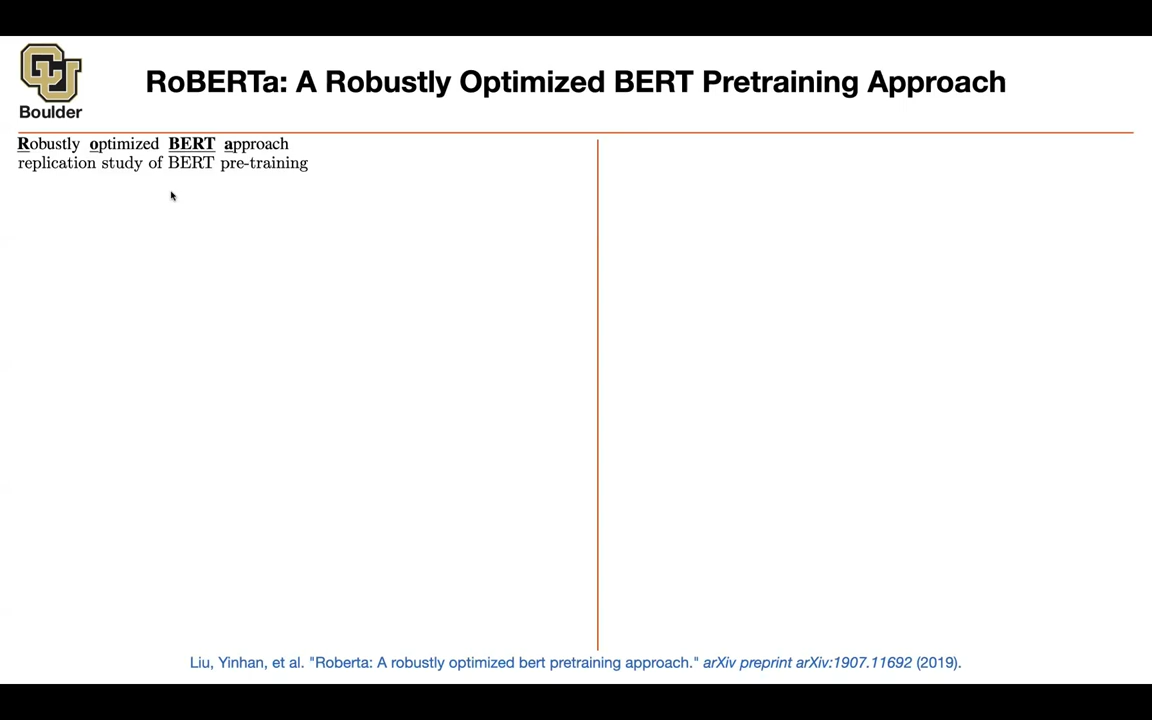 CU
Boulder
RoBERTa: A Robustly Optimized BERT Pretraining Approach
Robustly optimized BERT approach
replication study of BERT pre-training
Liu, Yinhan, et al. "Roberta: A robustly optimized bert pretraining approach." arXiv preprint arXiv:1907.11692 (2019).